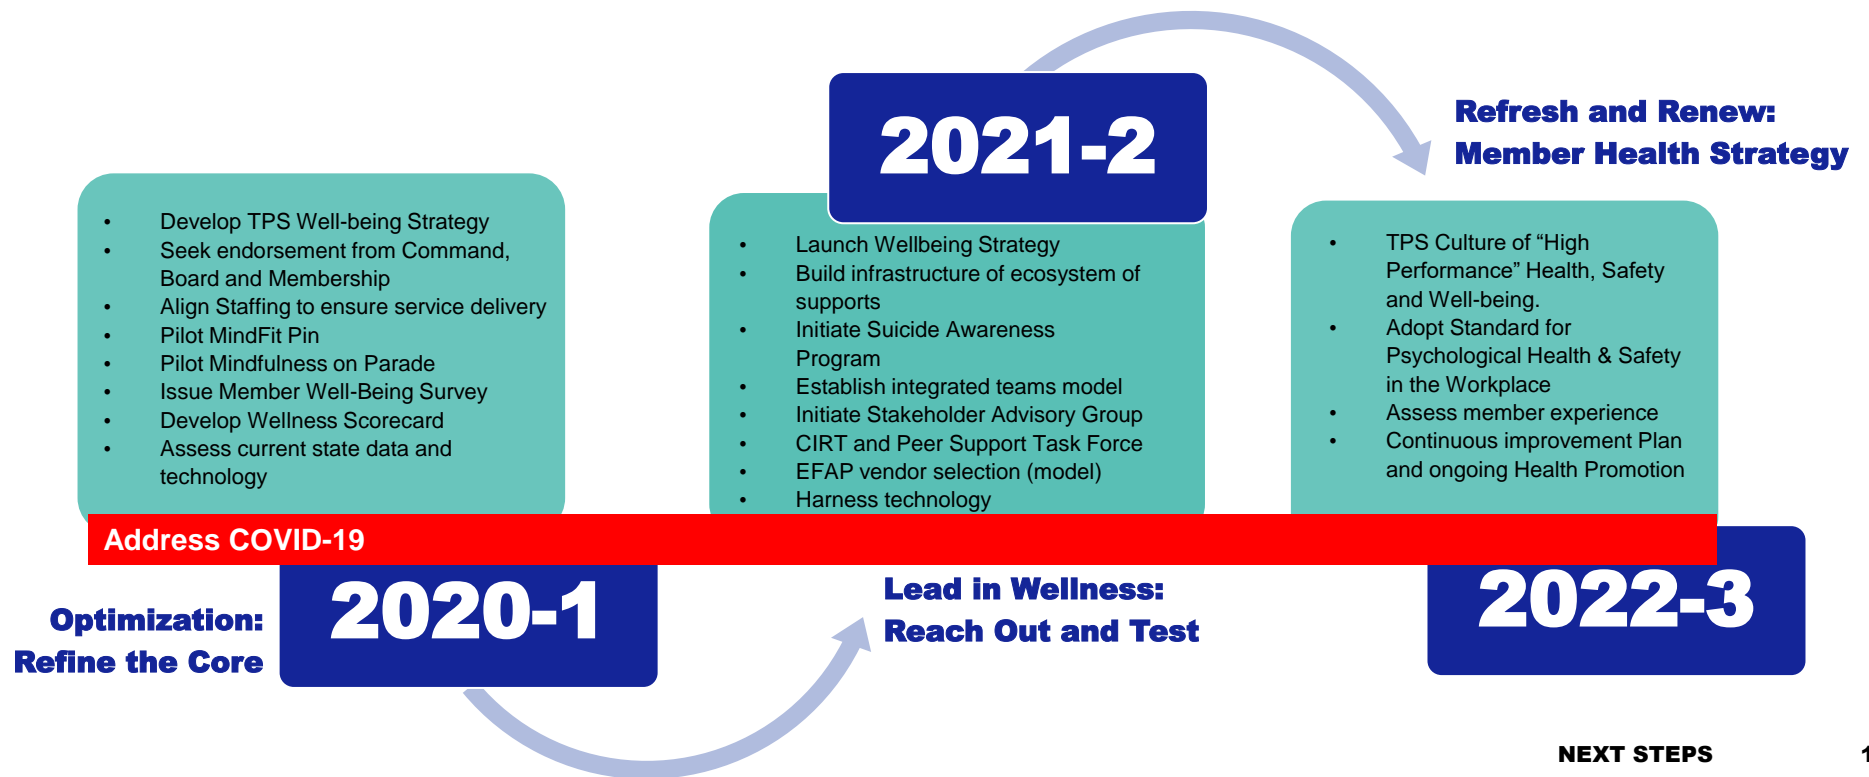 2021-2
Refresh and Renew:
Member Health Strategy
• Develop TPS Well-being Strategy
• Seek endorsement from Command,
Board and Membership
• Align Staffing to ensure service delivery
• Pilot MindFit Pin
• Pilot Mindfulness on Parade
• Issue Member Well-Being Survey
• Develop Wellness Scorecard
• Assess current state data and
technology
• Launch Wellbeing Strategy
• Build infrastructure of ecosystem of
supports
• Initiate Suicide Awareness
Program
• Establish integrated teams model
• Initiate Stakeholder Advisory Group
• CIRT and Peer Support Task Force
• EFAP vendor selection (model)
• Harness technology
• TPS Culture of “High
Performance” Health, Safety
and Well-being.
• Adopt Standard for
Psychological Health & Safety
in the Workplace
• Assess member experience
• Continuous improvement Plan
and ongoing Health Promotion
Address COVID-19
Optimization:
Refine the Core
2020-1
Lead in Wellness:
Reach Out and Test
2022-3
NEXT STEPS